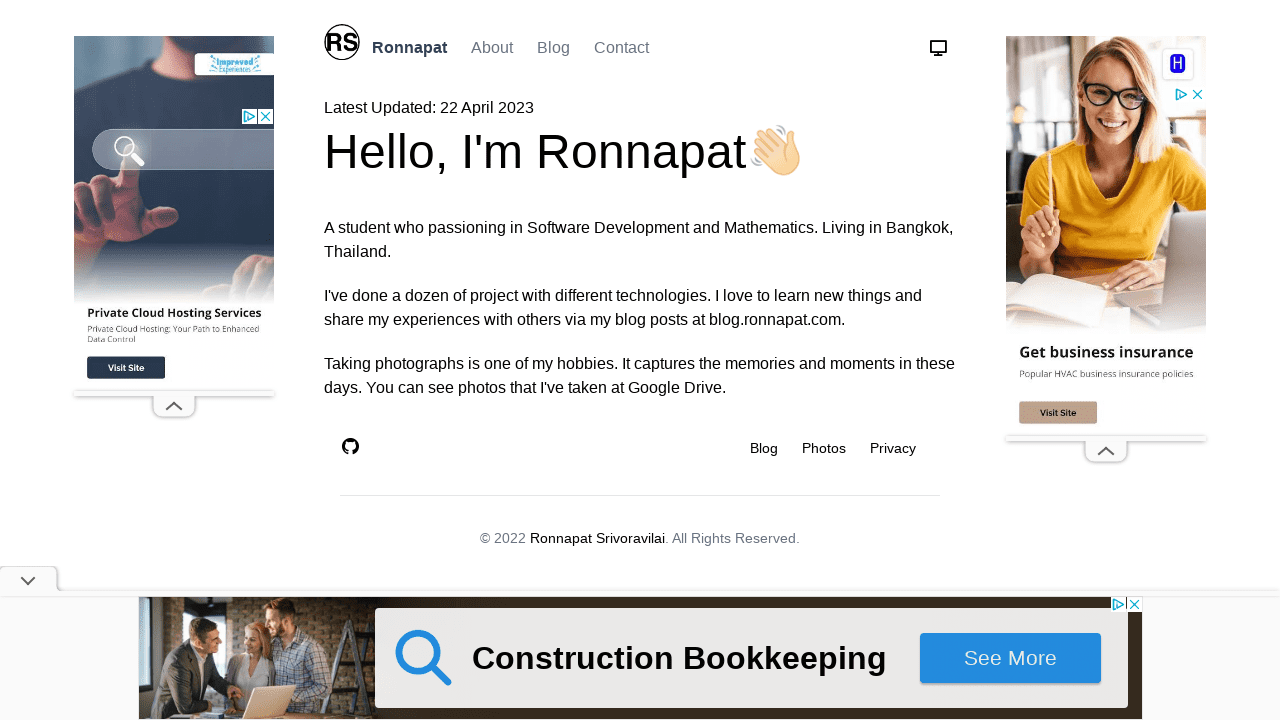 RS
Ronnapat About Blog Contact
Latest Updated: 22 April 2023
Hello, I'm Ronnapat
A student who passioning in Software Development and Mathematics. Living in Bangkok,
Thailand.
I've done a dozen of project with different technologies. I love to learn new things and
share my experiences with others via my blog posts at blog.ronnapat.com.
Taking photographs is one of my hobbies. It captures the memories and moments in these
days. You can see photos that I've taken at Google Drive.
Blog Photos Privacy
© 2022 Ronnapat Srivoravilai. All Rights Reserved.
Improved
Experiences
Private Cloud Hosting Services
Private Cloud Hosting: Your Path to Enhanced
Data Control
Visit Site
H
Get business insurance
Popular HVAC business insurance policies
Visit Site
Construction Bookkeeping
See More